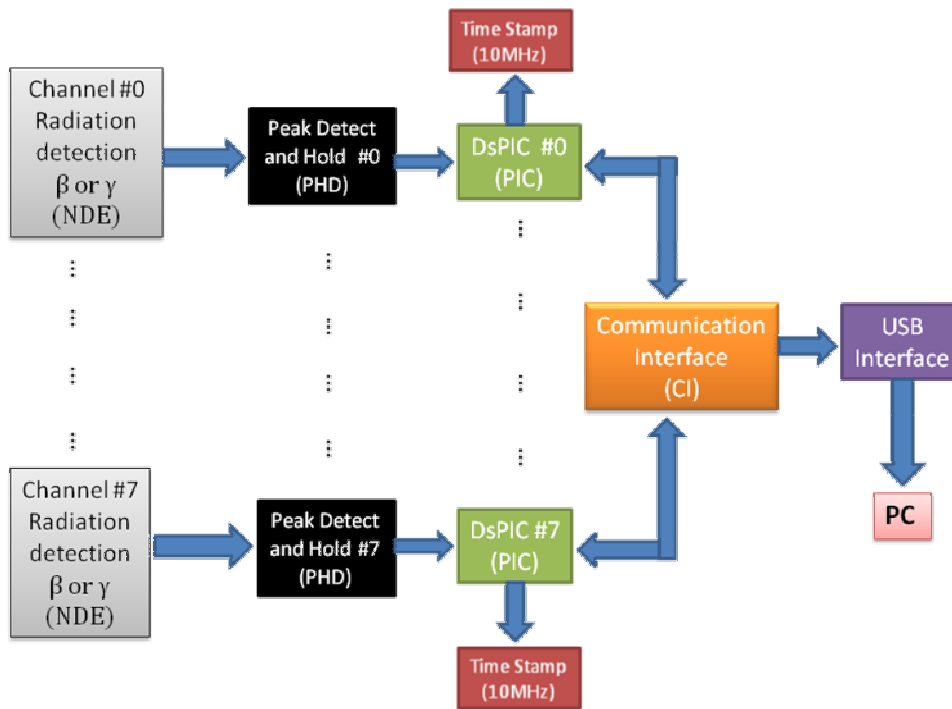 Time Stamp
(10MHz)
Channel #0
Radiation
detection
β or γ
(NDE)
Peak Detect
and Hold #0
(PHD)
DsPIC #0
(PIC)
Communication
Interface
(CI)
USB
Interface
Channel #7
Radiation
detection
β or γ
(NDE)
Peak Detect
and Hold #7
(PHD)
DsPIC #7
(PIC)
PC
Time Stamp
(10MHz)